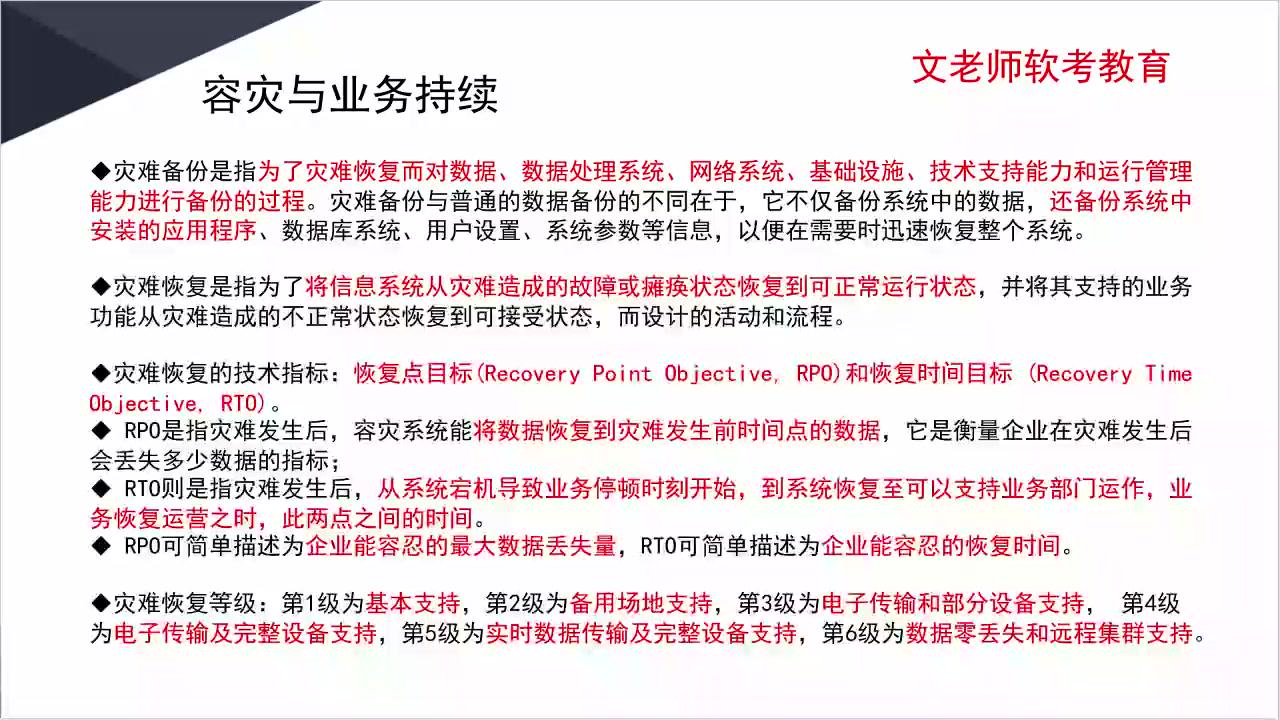 文老师软考教育
容灾与业务持续
◆灾难备份是指为了灾难恢复而对数据、数据处理系统、网络系统、基础设施、技术支持能力和运行管理
能力进行备份的过程。灾难备份与普通的数据备份的不同在于，它不仅备份系统中的数据，还备份系统中
安装的应用程序、数据库系统、用户设置、系统参数等信息，以便在需要时迅速恢复整个系统。
◆灾难恢复是指为了将信息系统从灾难造成的故障或瘫痪状态恢复到可正常运行状态，并将其支持的业务
功能从灾难造成的不正常状态恢复到可接受状态，而设计的活动和流程。
◆灾难恢复的技术指标：恢复点目标(Recovery Point Objective, RPO)和恢复时间目标 (Recovery Time
Objective, RTO)。
◆ RPO是指灾难发生后，容灾系统能将数据恢复到灾难发生前时间点的数据，它是衡量企业在灾难发生后
会丢失多少数据的指标；
◆ RTO则是指灾难发生后，从系统宕机导致业务停顿时刻开始，到系统恢复至可以支持业务部门运作，业
务恢复运营之时，此两点之间的时间。
◆ RPO可简单描述为企业能容忍的最大数据丢失量，RTO可简单描述为企业能容忍的恢复时间。
◆灾难恢复等级：第1级为基本支持，第2级为备用场地支持，第3级为电子传输和部分设备支持， 第4级
为电子传输及完整设备支持，第5级为实时数据传输及完整设备支持，第6级为数据零丢失和远程集群支持。